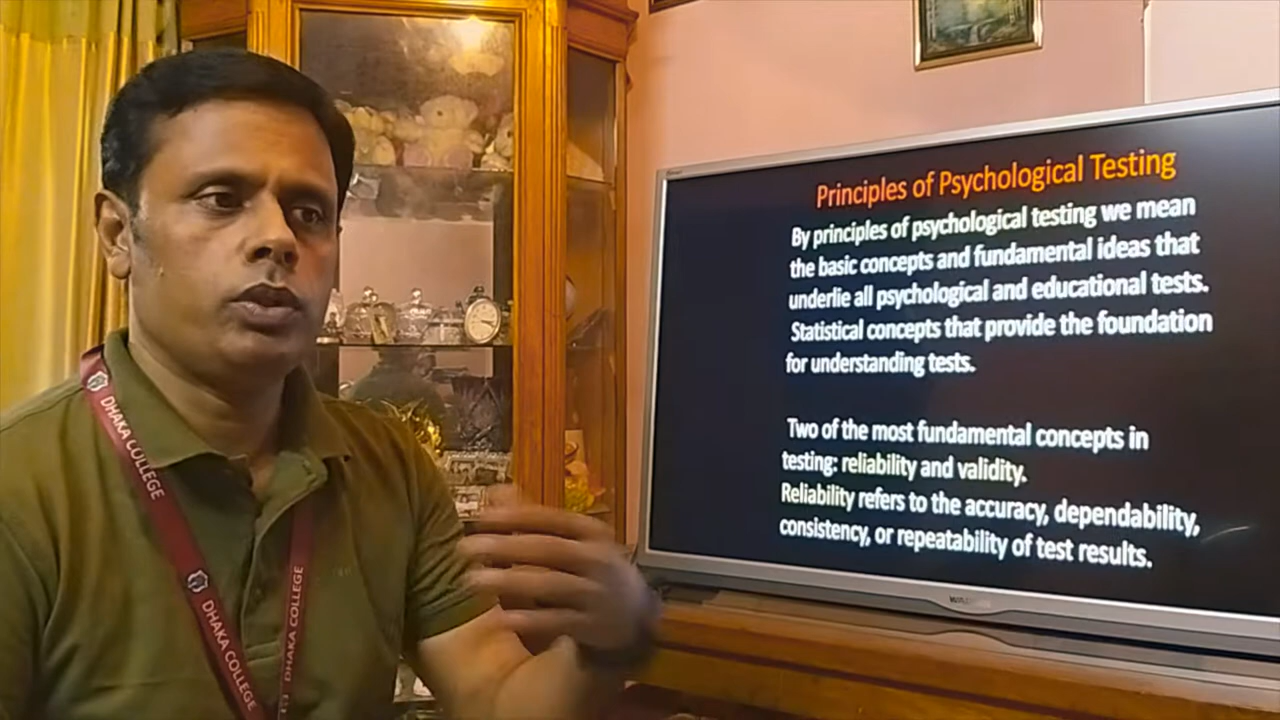 Principles of Psychological Testing
By principles of psychological testing we mean
the basic concepts and fundamental ideas that
underlie all psychological and educational tests.
Statistical concepts that provide the foundation
for understanding tests.
Two of the most fundamental concepts in
testing: reliability and validity.
Reliability refers to the accuracy, dependability,
consistency, or repeatability of test results.
DHAKA COLLEGE
DHAKA COLLEGE
DHAKA COLLEGE